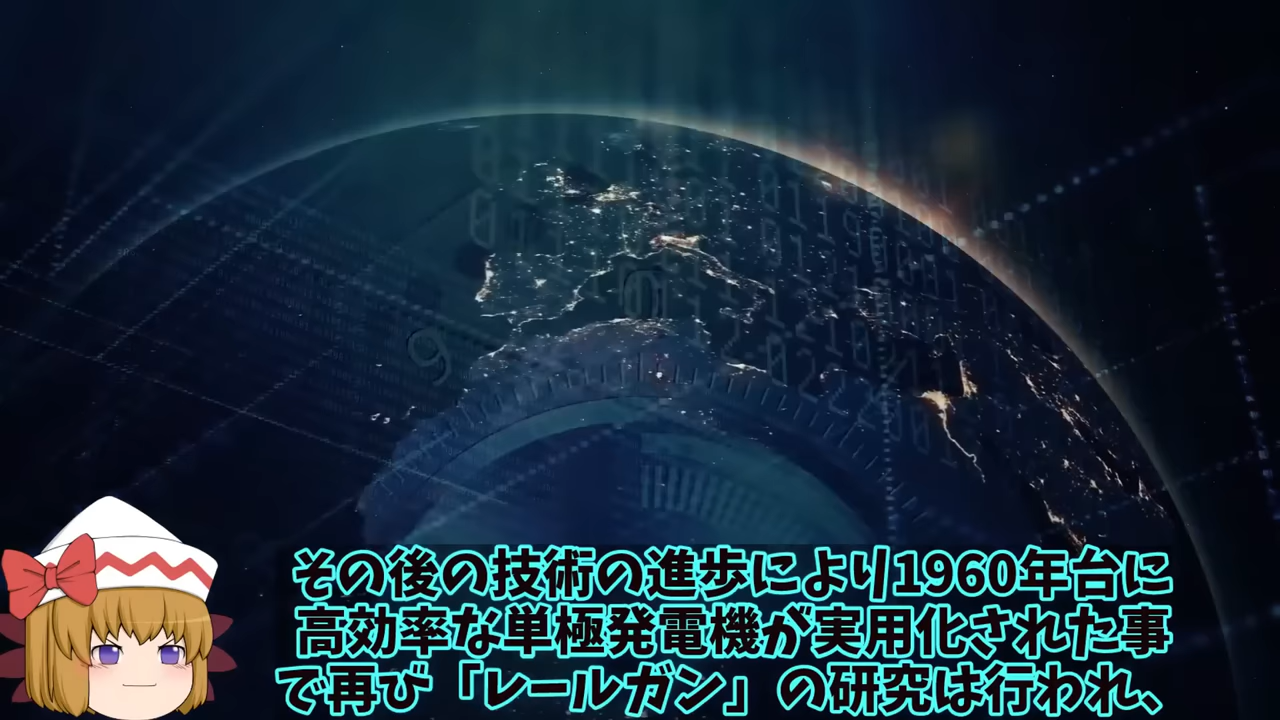 その後の技術の進歩により1960年台に
高効率な単極発電機が実用化された事
で再び「レールガン」の研究は行われ、